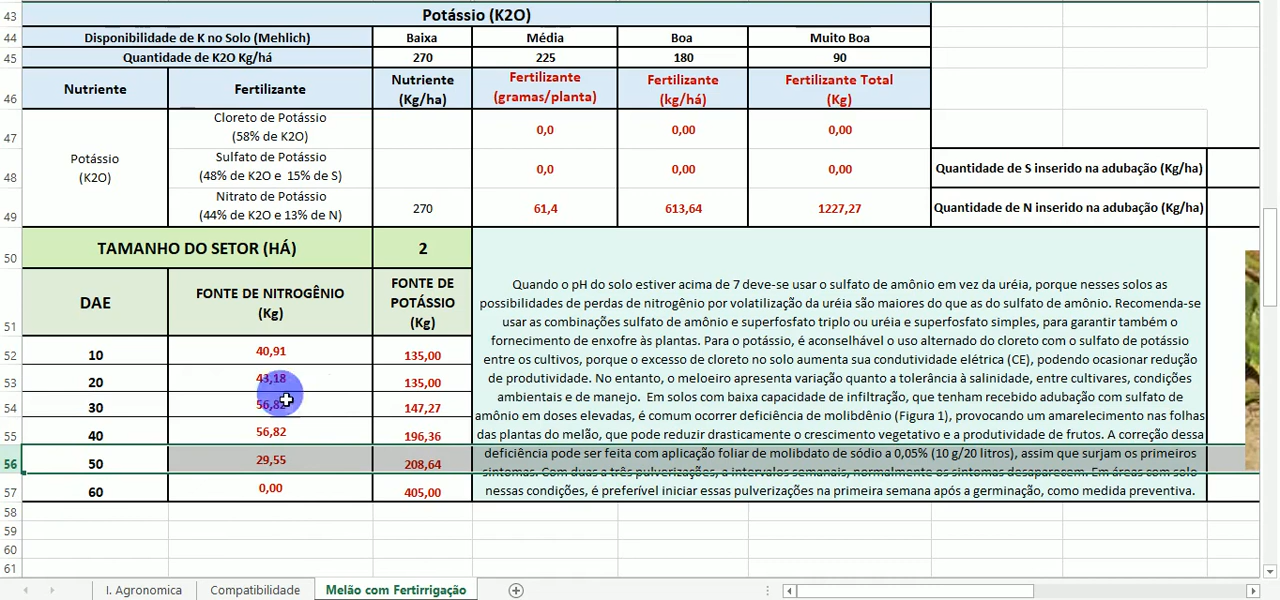 43 Potássio (K2O)
44 Disponibilidade de K no Solo (Mehlich) Baixa Média Boa Muito Boa
45 Quantidade de K2O Kg/há 270 225 180 90
46 Nutriente Fertilizante Nutriente (Kg/ha) Fertilizante (gramas/planta) Fertilizante (kg/há) Fertilizante Total (Kg)
47 Cloreto de Potássio (58% de K2O) 0,0 0,00 0,00
Potássio (K2O)
48 Sulfato de Potássio (48% de K2O e 15% de S) 0,0 0,00 0,00 Quantidade de S inserido na adubação (Kg/ha)
49 Nitrato de Potássio (44% de K2O e 13% de N) 270 61,4 613,64 1227,27 Quantidade de N inserido na adubação (Kg/ha)
50 TAMANHO DO SETOR (HÁ) 2
51 DAE FONTE DE NITROGÊNIO (Kg) FONTE DE POTÁSSIO (Kg)
52 10 40,91 135,00
53 20 43,18 135,00
54 30 56,82 147,27
55 40 56,82 196,36
56 50 29,55 208,64
57 60 0,00 405,00
Quando o pH do solo estiver acima de 7 deve-se usar o sulfato de amônio em vez da uréia, porque nesses solos as
possibilidades de perdas de nitrogênio por volatilização da uréia são maiores do que as do sulfato de amônio. Recomenda-se
usar as combinações sulfato de amônio e superfosfato triplo ou uréia e superfosfato simples, para garantir também o
fornecimento de enxofre às plantas. Para o potássio, é aconselhável o uso alternado do cloreto com o sulfato de potássio
entre os cultivos, porque o excesso de cloreto no solo aumenta sua condutividade elétrica (CE), podendo ocasionar redução
de produtividade. No entanto, o meloeiro apresenta variação quanto a tolerância à salinidade, entre cultivares, condições
ambientais e de manejo. Em solos com baixa capacidade de infiltração, que tenham recebido adubação com sulfato de
amônio em doses elevadas, é comum ocorrer deficiência de molibdênio (Figura 1), provocando um amarelecimento nas folhas
das plantas do melão, que pode reduzir drasticamente o crescimento vegetativo e a produtividade de frutos. A correção dessa
deficiência pode ser feita com aplicação foliar de molibdato de sódio a 0,05% (10 g/20 litros), assim que surjam os primeiros
sintomas. Com duas a três pulverizações, a intervalos semanais, normalmente os sintomas desaparecem. Em áreas com solo
nessas condições, é preferível iniciar essas pulverizações na primeira semana após a germinação, como medida preventiva.
58
59
60
61
I. Agronomica Compatibilidade Melão com Fertirrigação